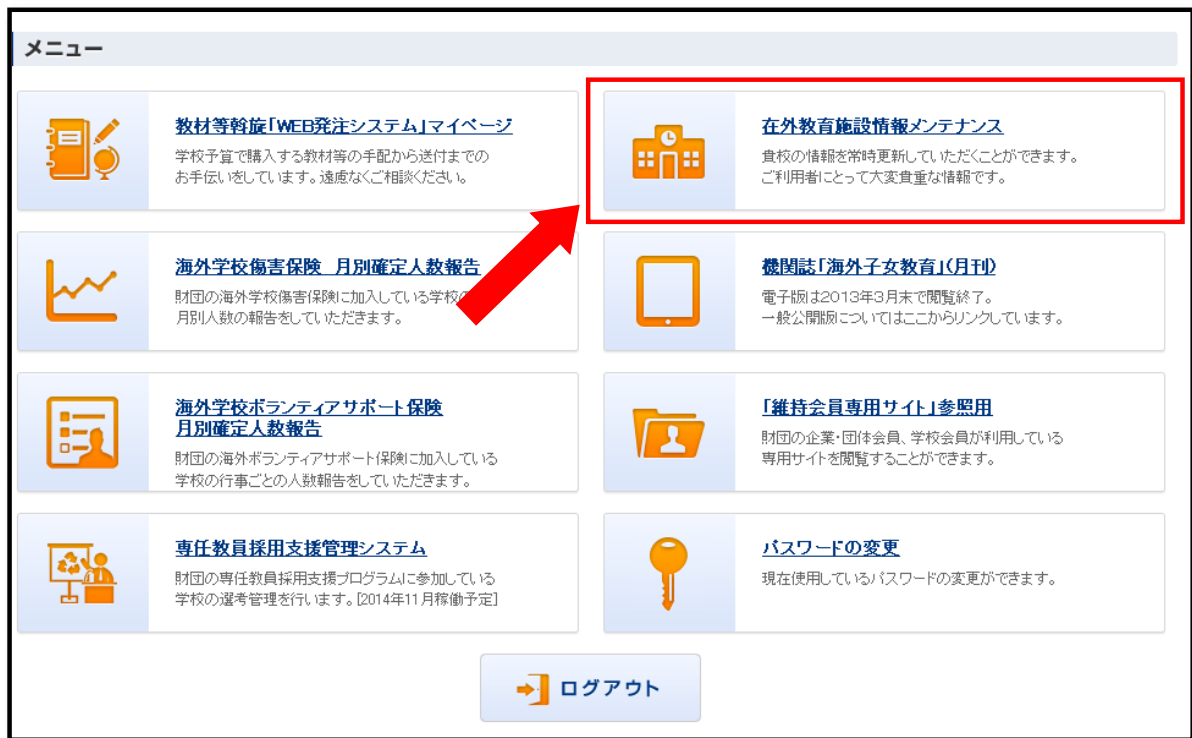 メニュー
教材等斡旋「WEB発注システム」マイページ
学校予算で購入する教材等の手配から送付までの
お手伝いをしています。遠慮なくご相談ください。
在外教育施設情報メンテナンス
貴校の情報を常時更新していただくことができます。
ご利用者にとって大変貴重な情報です。
海外学校傷害保険　月別確定人数報告
財団の海外学校傷害保険に加入している学校の
月別人数の報告をしていただきます。
機関誌「海外子女教育」（月刊）
電子版は2013年3月末で閲覧終了。
一般公開版についてはここからリンクしています。
海外学校ボランティアサポート保険
月別確定人数報告
財団の海外ボランティアサポート保険に加入している
学校の行事ごとの人数報告をしていただきます。
「維持会員専用サイト」参照用
財団の企業・団体会員、学校会員が利用している
専用サイトを閲覧することができます。
専任教員採用支援管理システム
財団の専任教員採用支援プログラムに参加している
学校の選考管理を行います。[2014年11月稼働予定]
パスワードの変更
現在使用しているパスワードの変更ができます。
ログアウト